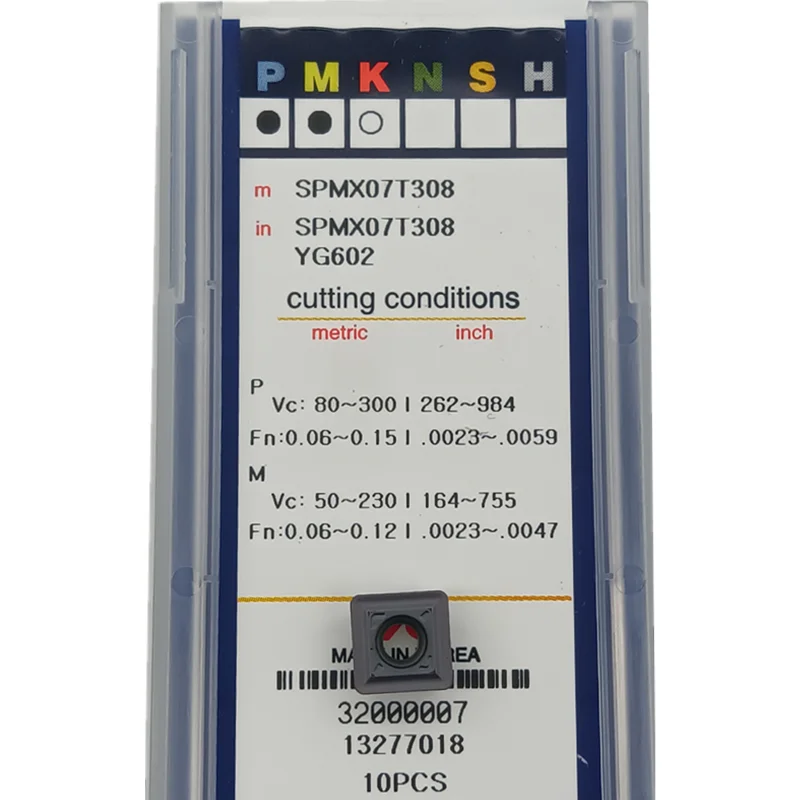 P M K N S H
m SPMX07T308
in SPMX07T308
YG602
cutting conditions
metric inch
P
Vc: 80~300 | 262~984
Fn:0.06~0.15 | .0023~.0059
M
Vc: 50~230 | 164~755
Fn:0.06~0.12 | .0023~.0047
IN
32000007
13277018
10PCS